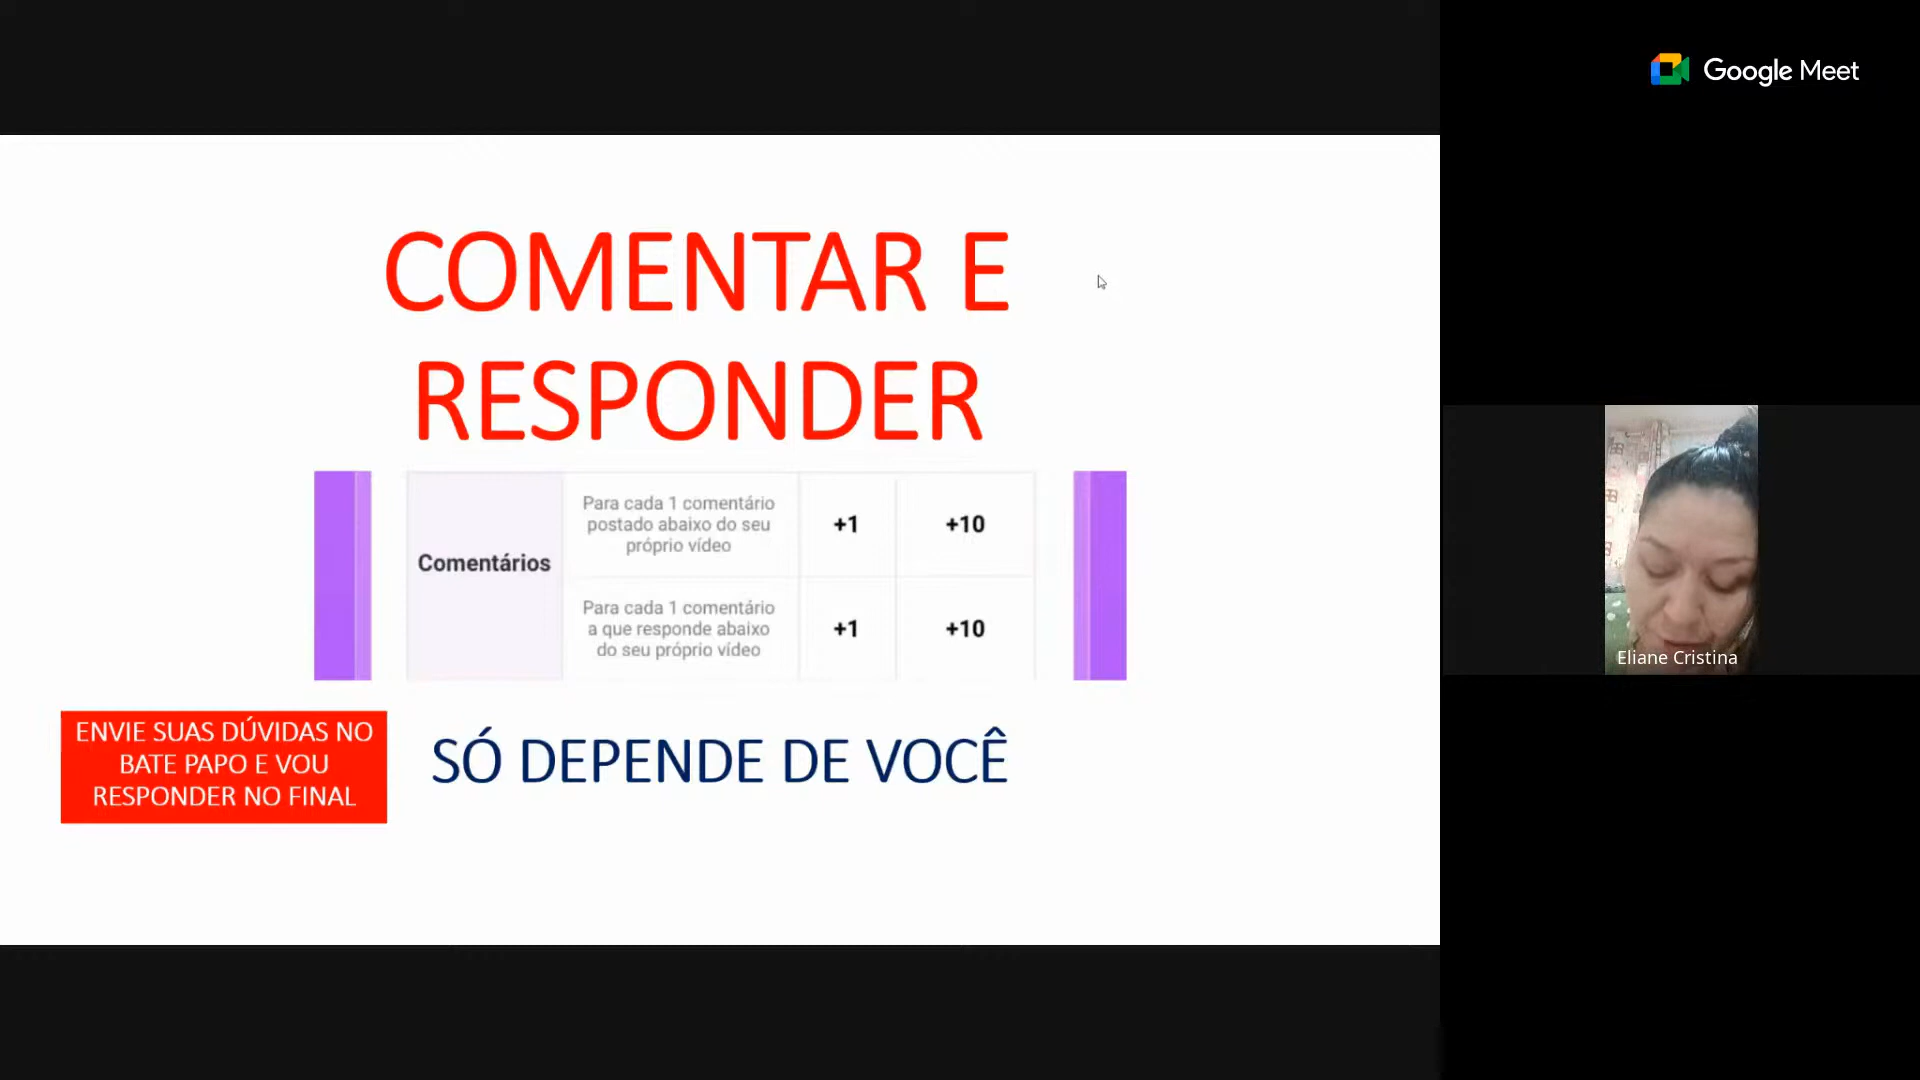 Google Meet
COMENTAR E
RESPONDER
Comentários
Para cada 1 comentário
postado abaixo do seu
próprio vídeo
+1
+10
Para cada 1 comentário
a que responde abaixo
do seu próprio vídeo
+1
+10
ENVIE SUAS DÚVIDAS NO
BATE PAPO E VOU
RESPONDER NO FINAL
SÓ DEPENDE DE VOCÊ
Eliane Cristina